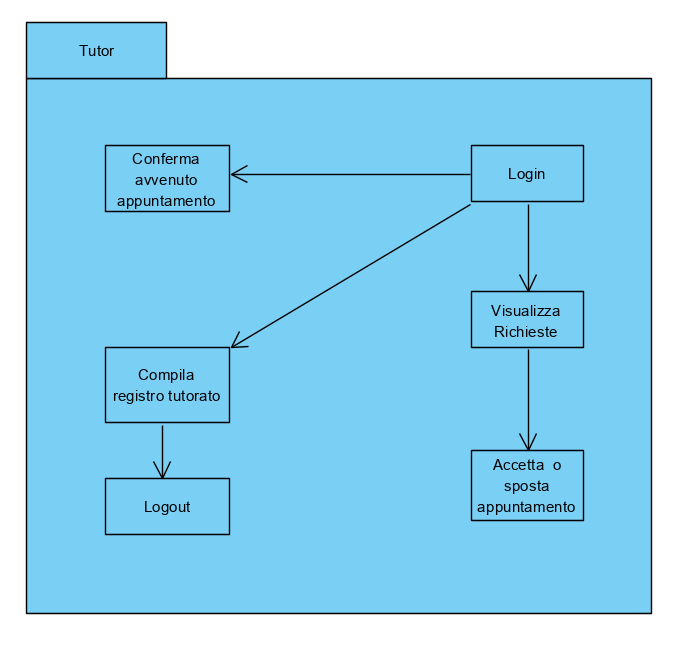 Tutor
Conferma
avvenuto
appuntamento
Login
Visualizza
Richieste
Compila
registro tutorato
Accetta o
sposta
appuntamento
Logout